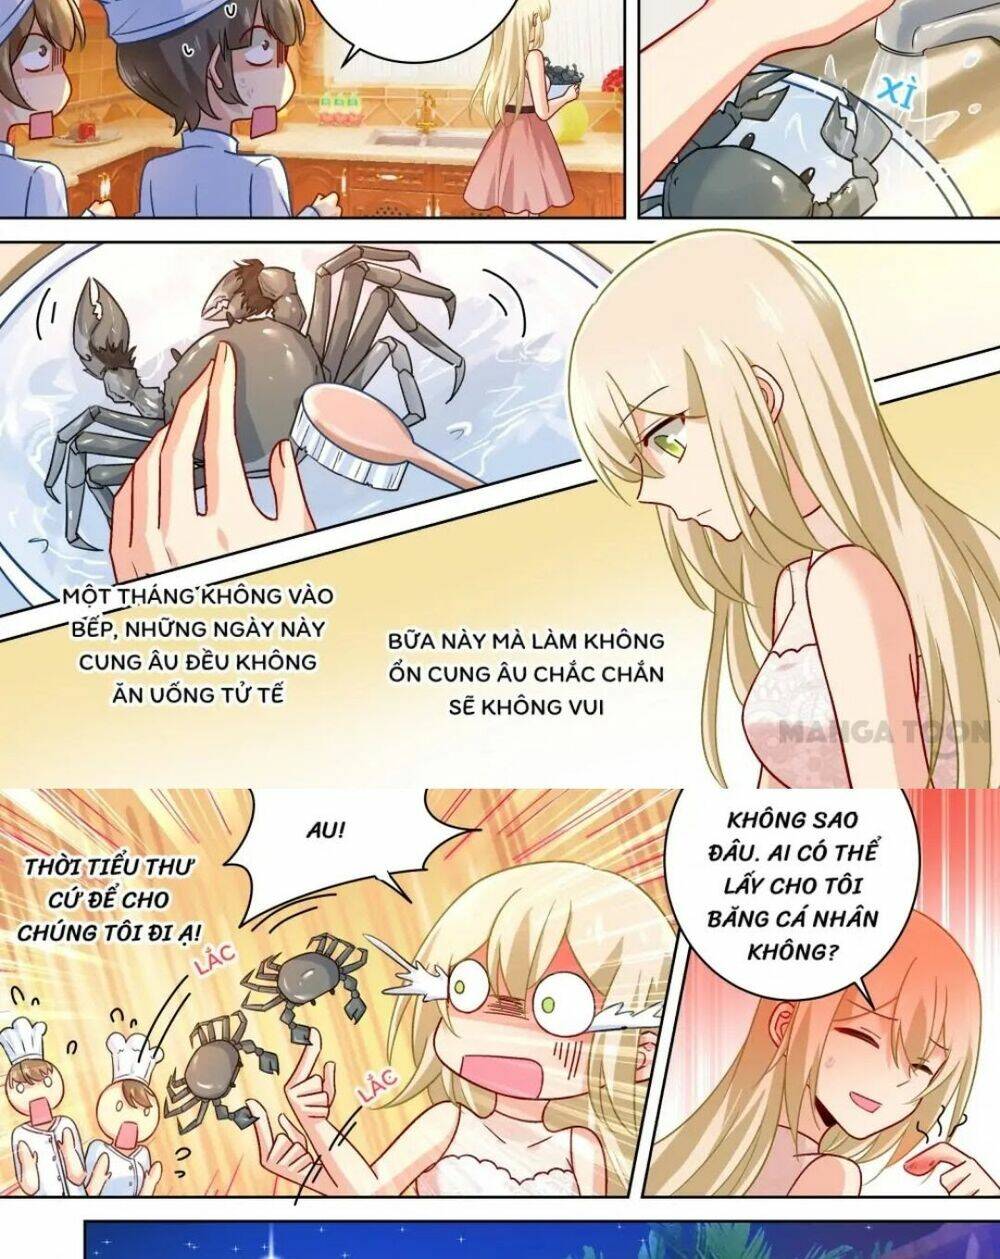 XÌ
MỘT THÁNG KHÔNG VÀO
BẾP, NHỮNG NGÀY NÀY
CUNG ÂU ĐỀU KHÔNG
ĂN UỐNG TỬ TẾ
BỮA NÀY MÀ LÀM KHÔNG
ỔN CUNG ÂU CHẮC CHẮN
SẼ KHÔNG VUI
MANGA TOON
AU!
THỜI TIỂU THƯ
CỨ ĐỂ CHO
CHÚNG TÔI ĐI Ạ!
LẮC
LẮC
KHÔNG SAO
ĐÂU. AI CÓ THỂ
LẤY CHO TÔI
BĂNG CÁ NHÂN
KHÔNG?